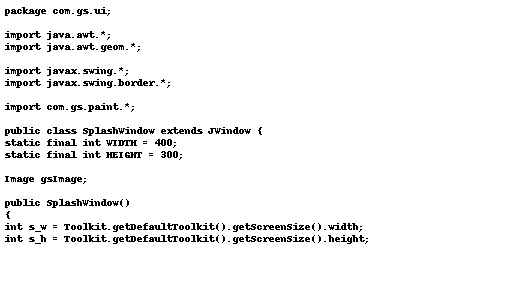 package com.gs.ui;
import java.awt.*;
import java.awt.geom.*;
import javax.swing.*;
import javax.swing.border.*;
import com.gs.paint.*;
public class SplashWindow extends JWindow {
static final int WIDTH = 400;
static final int HEIGHT = 300;
Image gsImage;
public SplashWindow()
{
int s_w = Toolkit.getDefaultToolkit().getScreenSize().width;
int s_h = Toolkit.getDefaultToolkit().getScreenSize().height;